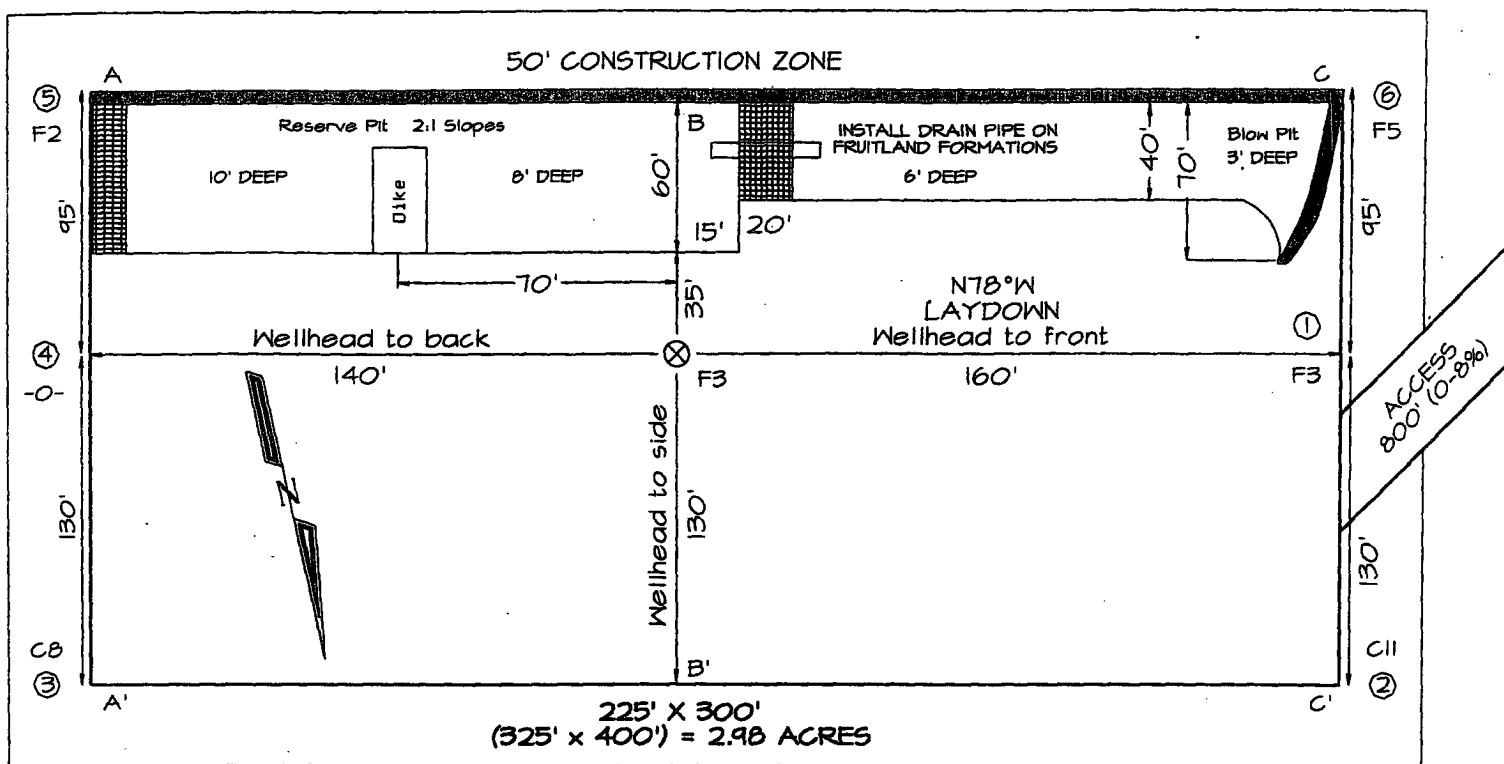 50' CONSTRUCTION ZONE
A
C
5
6
F2
F5
Reserve Pit 2:1 Slopes
B
INSTALL DRAIN PIPE ON
FRUITLAND FORMATIONS
Blow Pit
3' DEEP
10' DEEP
Dike
8' DEEP
60'
6' DEEP
40'
70'
95'
95'
15'
20'
70'
35'
N78°W
LAYDOWN
Wellhead to back
Wellhead to front
1
4
-0-
140'
F3
160'
F3
ACCESS
800' (0-8%)
N
Wellhead to side
130'
130'
130'
C8
C11
3
2
A'
B'
C'
225' X 300'
(325' x 400') = 2.98 ACRES